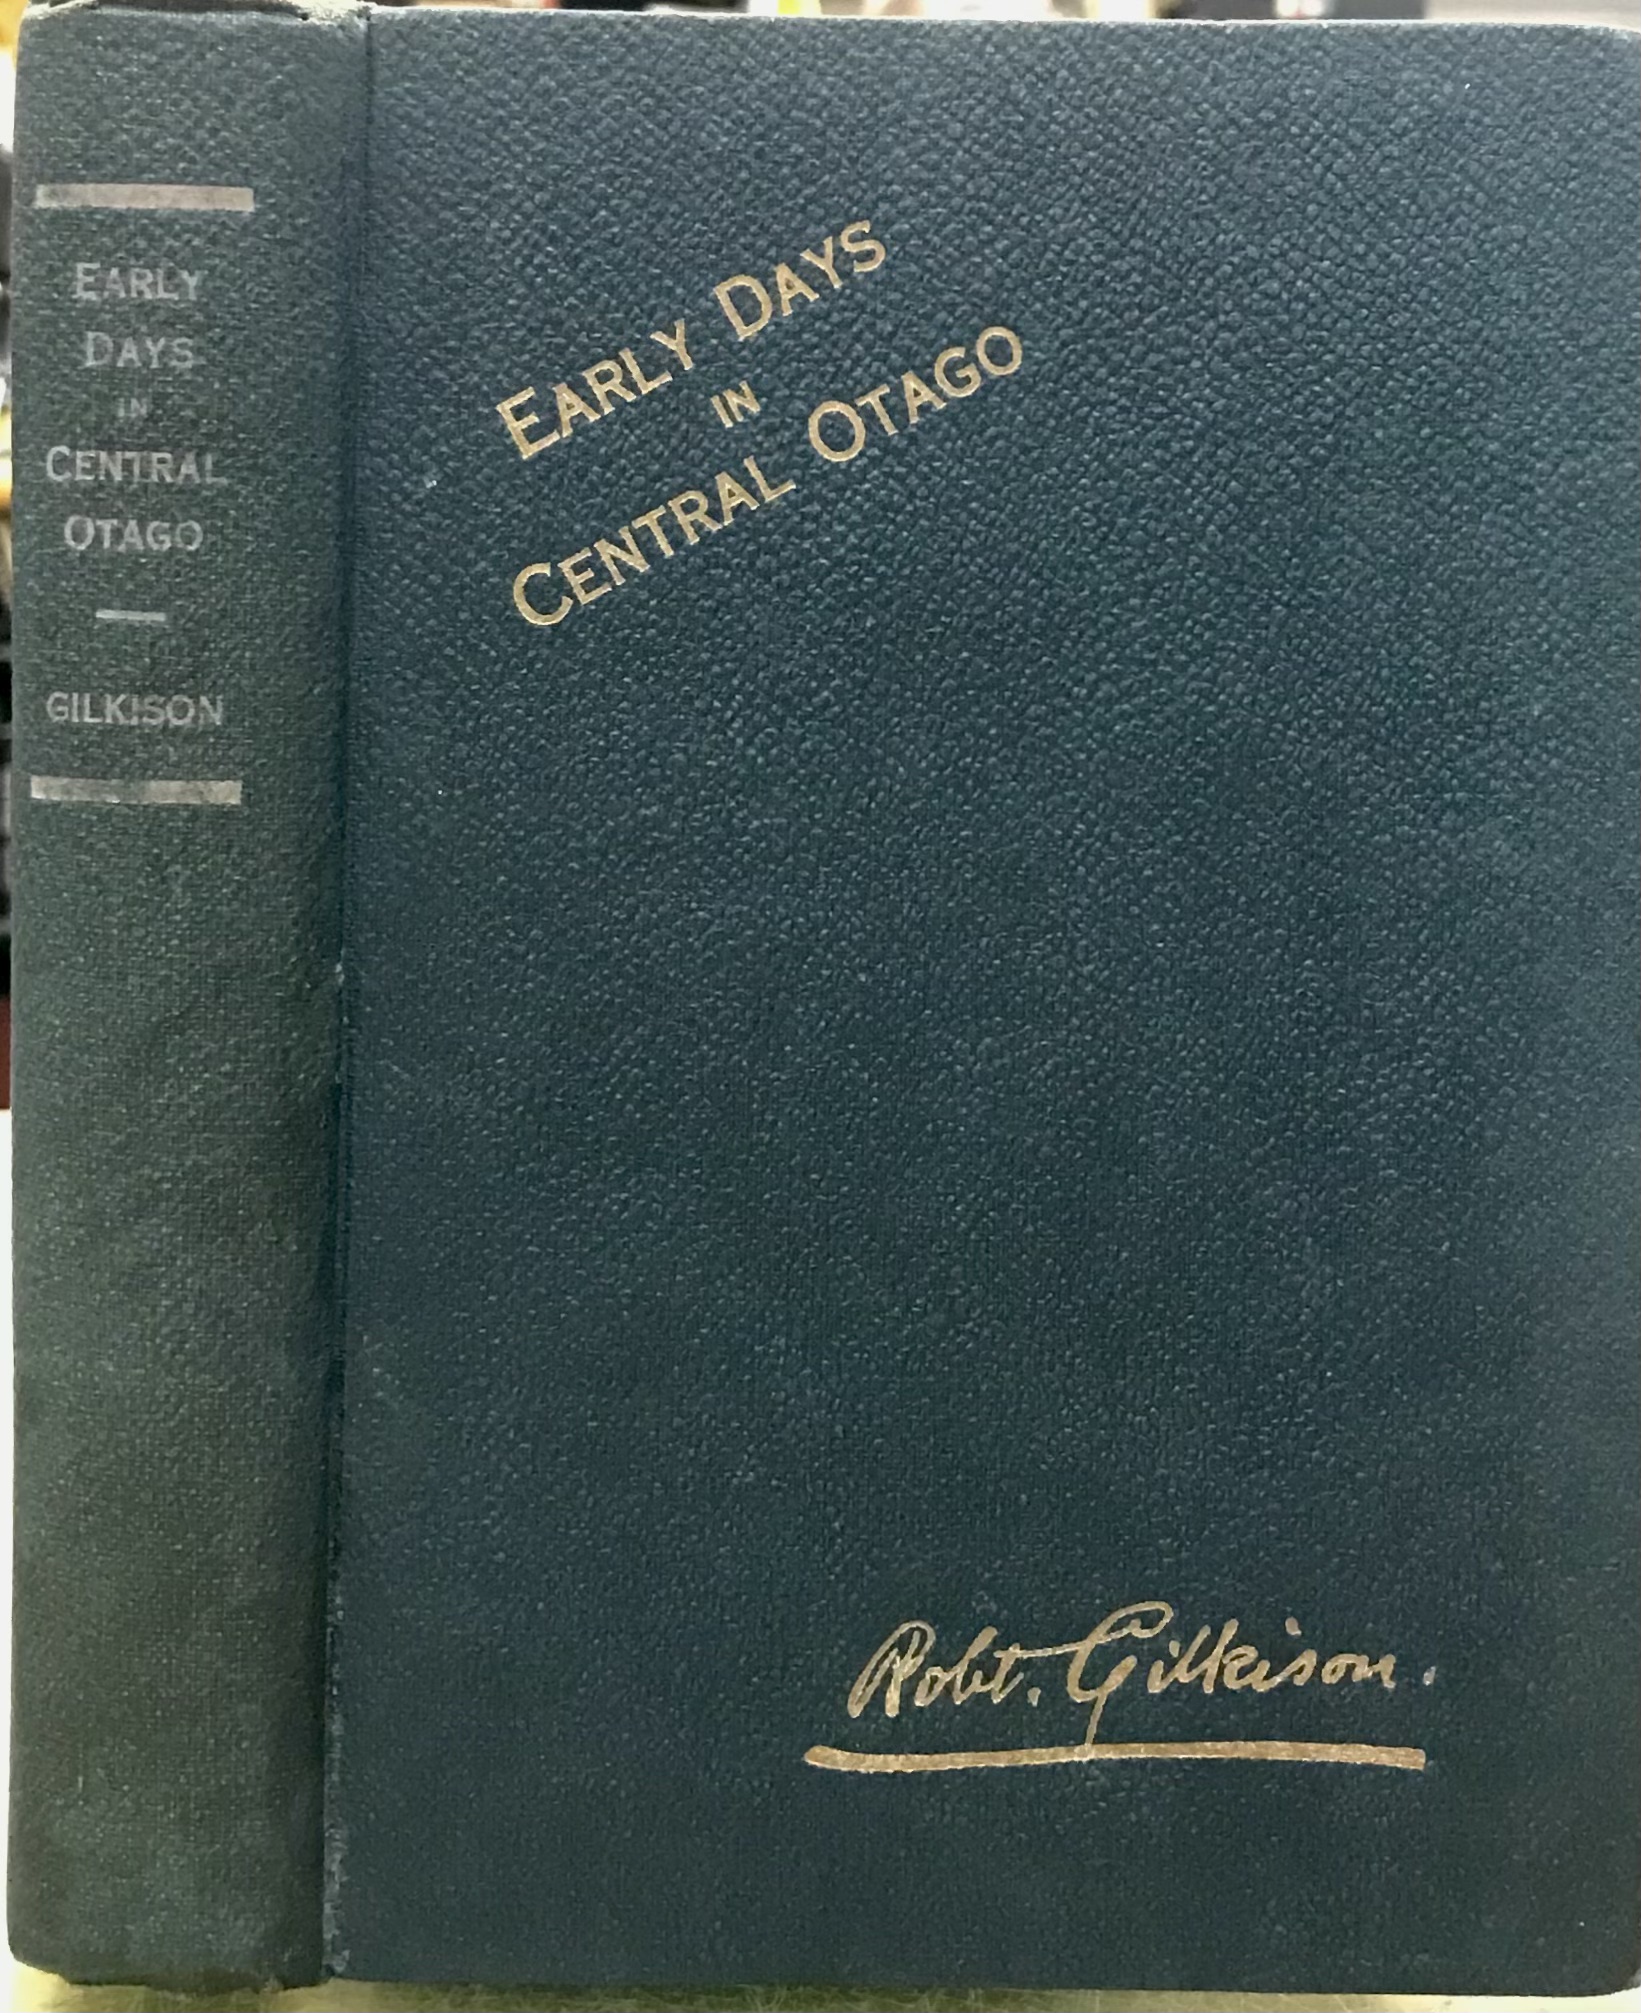 EARLY
DAYS
IN
CENTRAL
OTAGO
GILKISON
EARLY DAYS
IN
CENTRAL OTAGO
Robt. Gilkison.